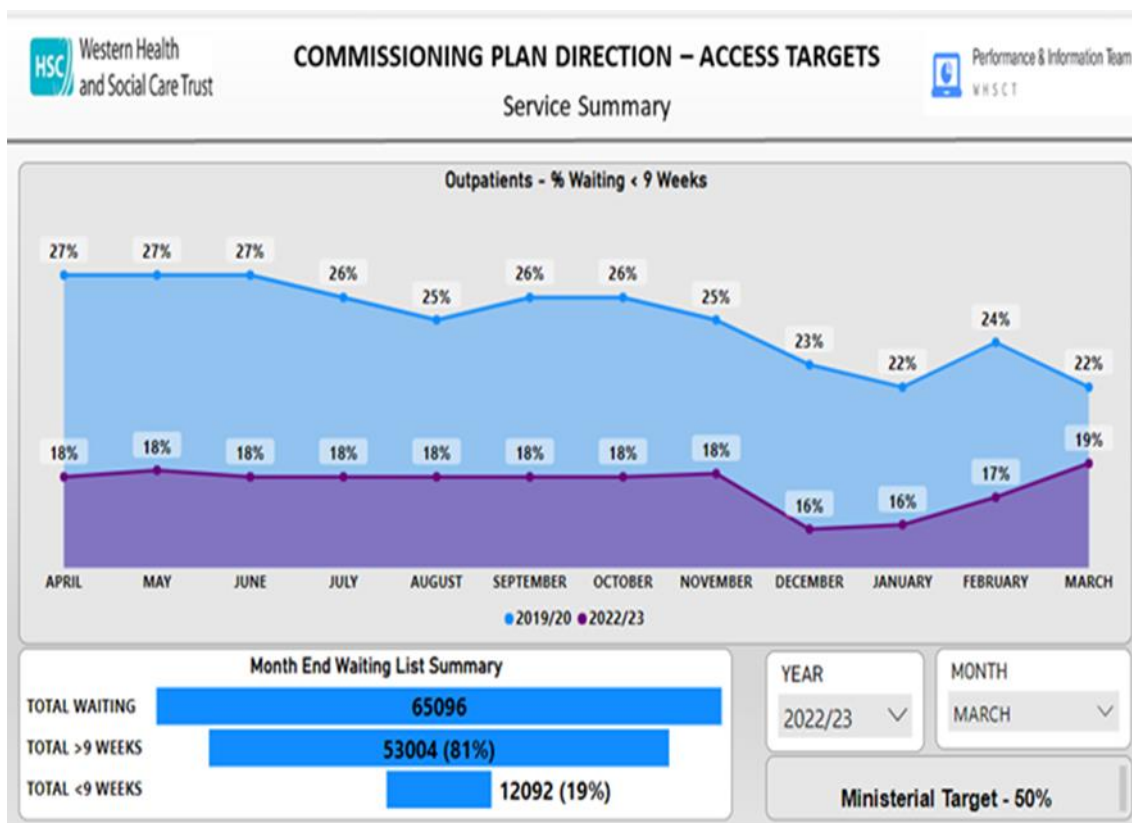 HSC
Western Health
and Social Care Trust
COMMISSIONING PLAN DIRECTION – ACCESS TARGETS
Service Summary
Performance & Information Team
WHSCT
Outpatients - % Waiting < 9 Weeks
27% 27% 27% 26% 25% 26% 26% 25% 23% 22% 24% 22%
18% 18% 18% 18% 18% 18% 18% 18% 16% 16% 17% 19%
APRIL MAY JUNE JULY AUGUST SEPTEMBER OCTOBER NOVEMBER DECEMBER JANUARY FEBRUARY MARCH
2019/20 2022/23
Month End Waiting List Summary
TOTAL WAITING 65096
TOTAL >9 WEEKS 53004 (81%)
TOTAL <9 WEEKS 12092 (19%)
YEAR
2022/23
MONTH
MARCH
Ministerial Target - 50%